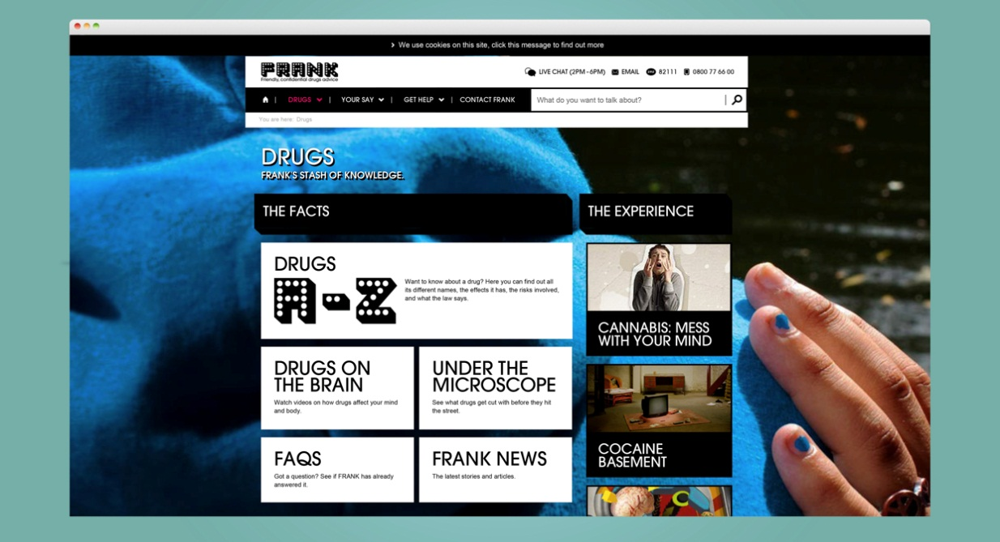 We use cookies on this site, click this message to find out more
FRANK
Friendly, confidential drugs advice
LIVE CHAT (2PM-6PM) EMAIL 82111 0800 77 66 00
DRUGS | YOUR SAY | GET HELP | CONTACT FRANK
What do you want to talk about?
You are here: Drugs
DRUGS
FRANK'S STASH OF KNOWLEDGE.
THE FACTS
THE EXPERIENCE
DRUGS
A-Z
Want to know about a drug? Here you can find out all
its different names, the effects it has, the risks involved,
and what the law says.
CANNABIS: MESS
WITH YOUR MIND
DRUGS ON
THE BRAIN
Watch videos on how drugs affect your mind
and body.
UNDER THE
MICROSCOPE
See what drugs get cut with before they hit
the street.
COCAINE
BASEMENT
FAQS
Got a question? See if FRANK has already
answered it.
FRANK NEWS
The latest stories and articles.